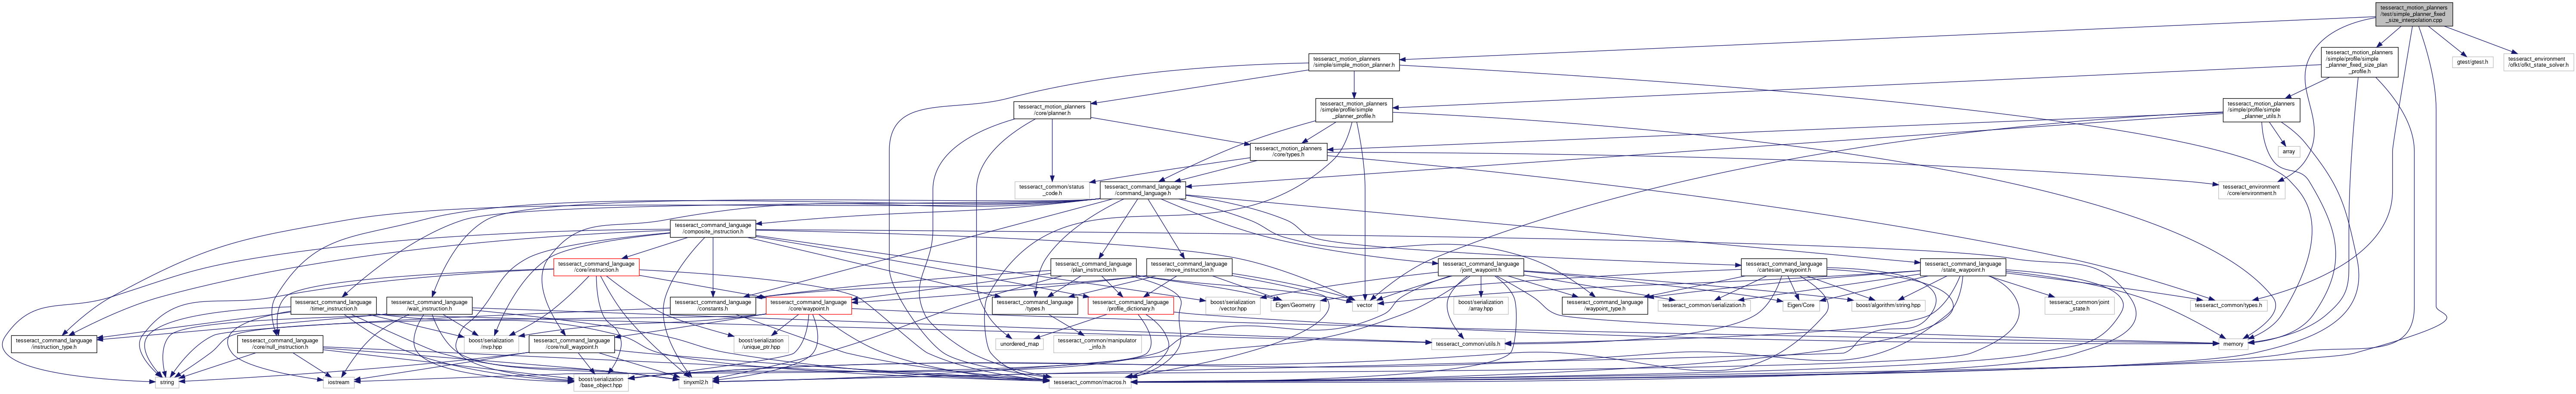 tesseract_motion_planners
/test/simple_planner_fixed
_size_interpolation.cpp
tesseract_motion_planners
/simple/simple_motion_planner.h
tesseract_motion_planners
/simple/profile/simple
_planner_fixed_size_plan
_profile.h
gtest/gtest.h
tesseract_environment
/ofkt/ofkt_state_solver.h
tesseract_motion_planners
/core/planner.h
tesseract_motion_planners
/simple/profile/simple
_planner_profile.h
tesseract_motion_planners
/simple/profile/simple
_planner_utils.h
tesseract_motion_planners
/core/types.h
array
tesseract_common/status
_code.h
tesseract_command_language
/command_language.h
tesseract_environment
/core/environment.h
tesseract_command_language
/composite_instruction.h
tesseract_command_language
/core/instruction.h
tesseract_command_language
/plan_instruction.h
tesseract_command_language
/move_instruction.h
tesseract_command_language
/joint_waypoint.h
tesseract_command_language
/cartesian_waypoint.h
tesseract_command_language
/state_waypoint.h
tesseract_command_language
/timer_instruction.h
tesseract_command_language
/wait_instruction.h
tesseract_command_language
/constants.h
tesseract_command_language
/core/waypoint.h
tesseract_command_language
/types.h
tesseract_command_language
/profile_dictionary.h
boost/serialization
/vector.hpp
Eigen/Geometry
vector
boost/serialization
/array.hpp
tesseract_command_language
/waypoint_type.h
tesseract_common/serialization.h
Eigen/Core
boost/algorithm/string.hpp
tesseract_common/joint
_state.h
tesseract_common/types.h
tesseract_command_language
/instruction_type.h
tesseract_command_language
/core/null_instruction.h
boost/serialization
/nvp.hpp
tesseract_command_language
/core/null_waypoint.h
boost/serialization
/unique_ptr.hpp
unordered_map
tesseract_common/manipulator
_info.h
tesseract_common/utils.h
memory
string
iostream
boost/serialization
/base_object.hpp
tinyxml2.h
tesseract_common/macros.h